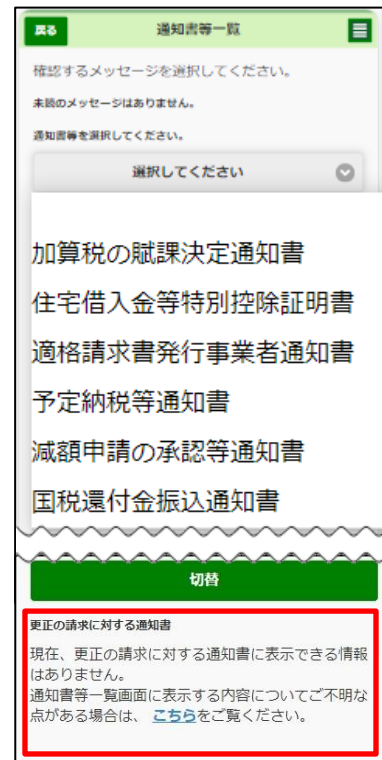 戻る
通知書等一覧
確認するメッセージを選択してください。
未読のメッセージはありません。
通知書等を選択してください。
選択してください
加算税の賦課決定通知書
住宅借入金等特別控除証明書
適格請求書発行事業者通知書
予定納税等通知書
減額申請の承認等通知書
国税還付金振込通知書
切替
更正の請求に対する通知書
現在、更正の請求に対する通知書に表示できる情報
はありません。
通知書等一覧画面に表示する内容についてご不明な
点がある場合は、 こちらをご覧ください。